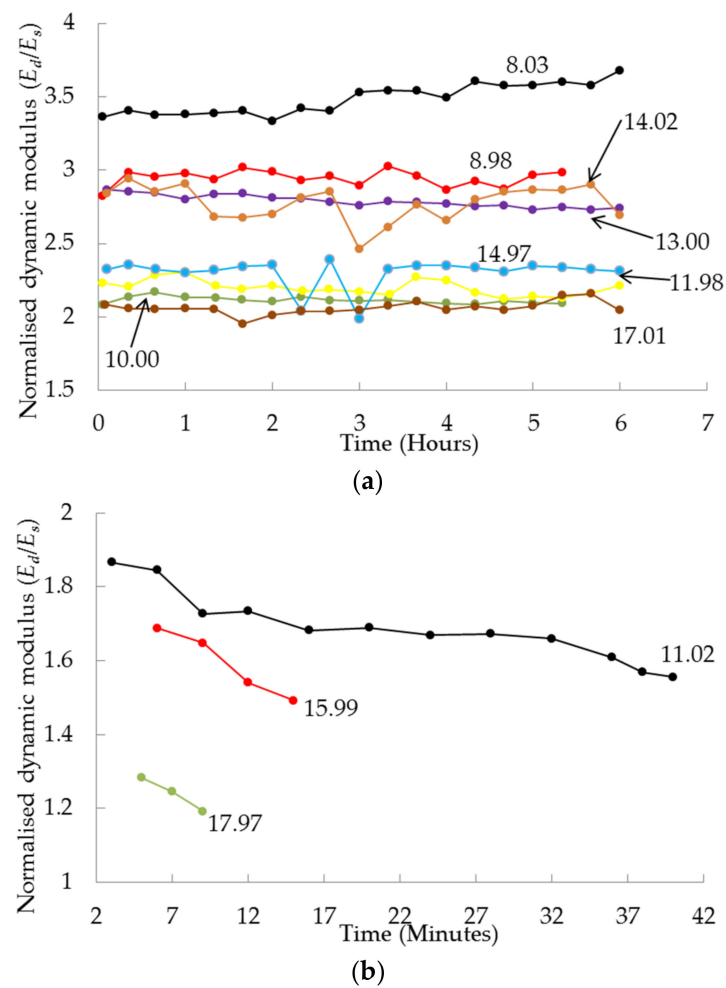 Normalised dynamic modulus (Ed/Es)
4
3.5
3
2.5
2
1.5
8.03
14.02
8.98
13.00
14.97
11.98
10.00
17.01
0 1 2 3 4 5 6 7
Time (Hours)
(a)
Normalised dynamic modulus (Ed/Es)
2
1.8
1.6
1.4
1.2
1
11.02
15.99
17.97
2 7 12 17 22 27 32 37 42
Time (Minutes)
(b)